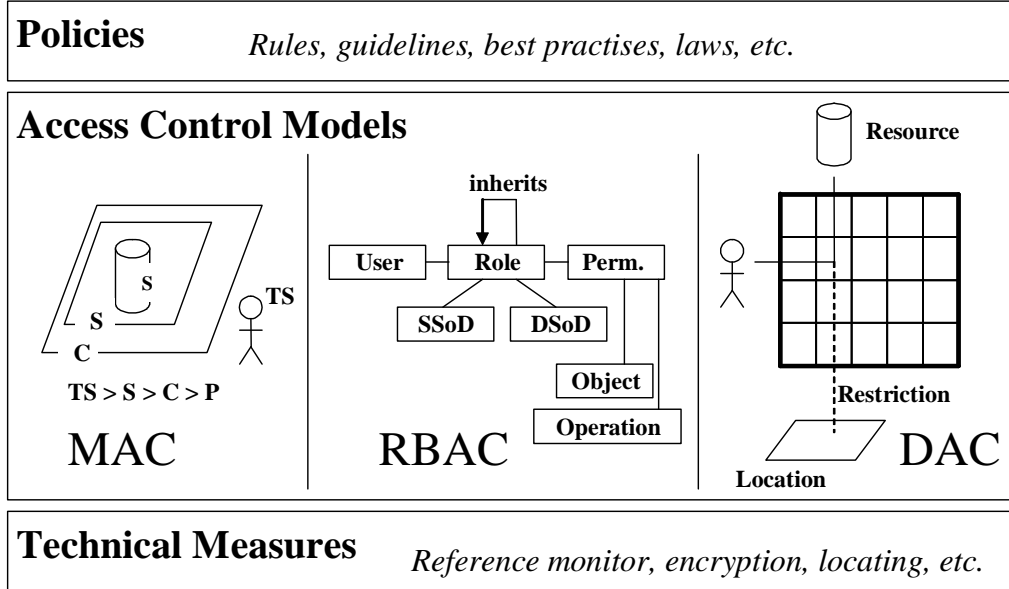 Policies Rules, guidelines, best practises, laws, etc.
Access Control Models
S
TS
S
C
TS > S > C > P
MAC
inherits
User Role Perm.
SSoD DSoD
Object
Operation
RBAC
Resource
Restriction
Location
DAC
Technical Measures Reference monitor, encryption, locating, etc.